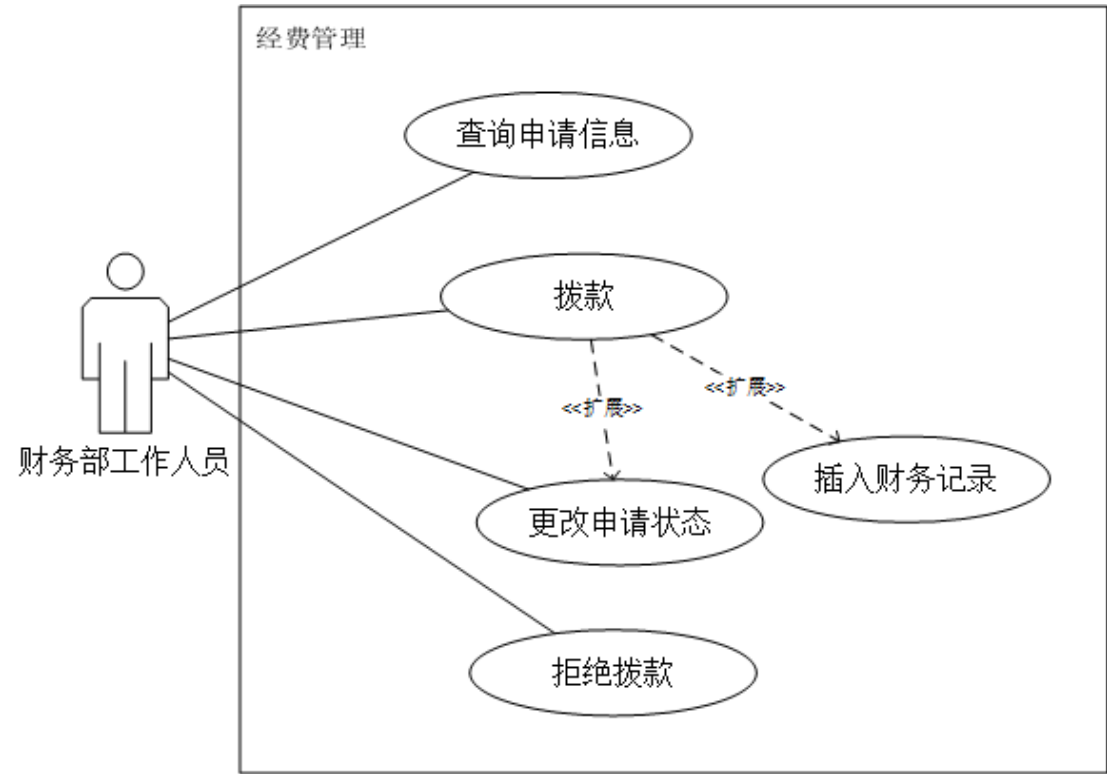 经费管理
查询申请信息
拨款
<<扩展>>
<<扩展>>
财务部工作人员
插入财务记录
更改申请状态
拒绝拨款